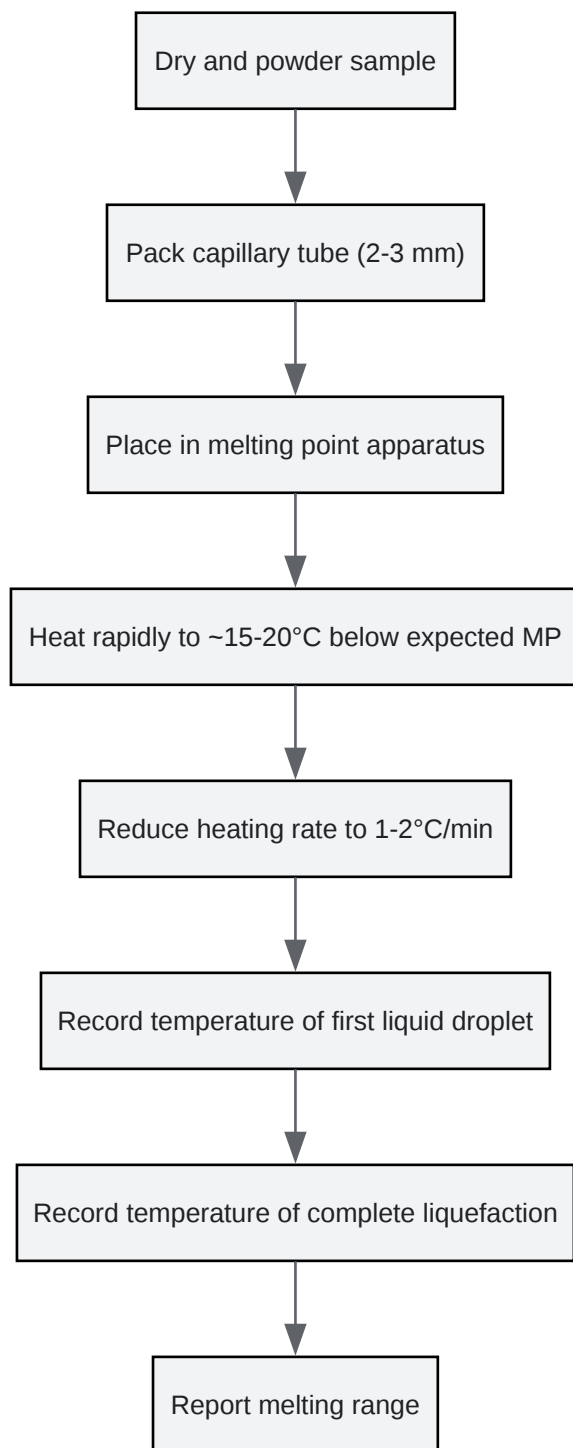 Dry and powder sample
Pack capillary tube (2-3 mm)
Place in melting point apparatus
Heat rapidly to ~15-20°C below expected MP
Reduce heating rate to 1-2°C/min
Record temperature of first liquid droplet
Record temperature of complete liquefaction
Report melting range